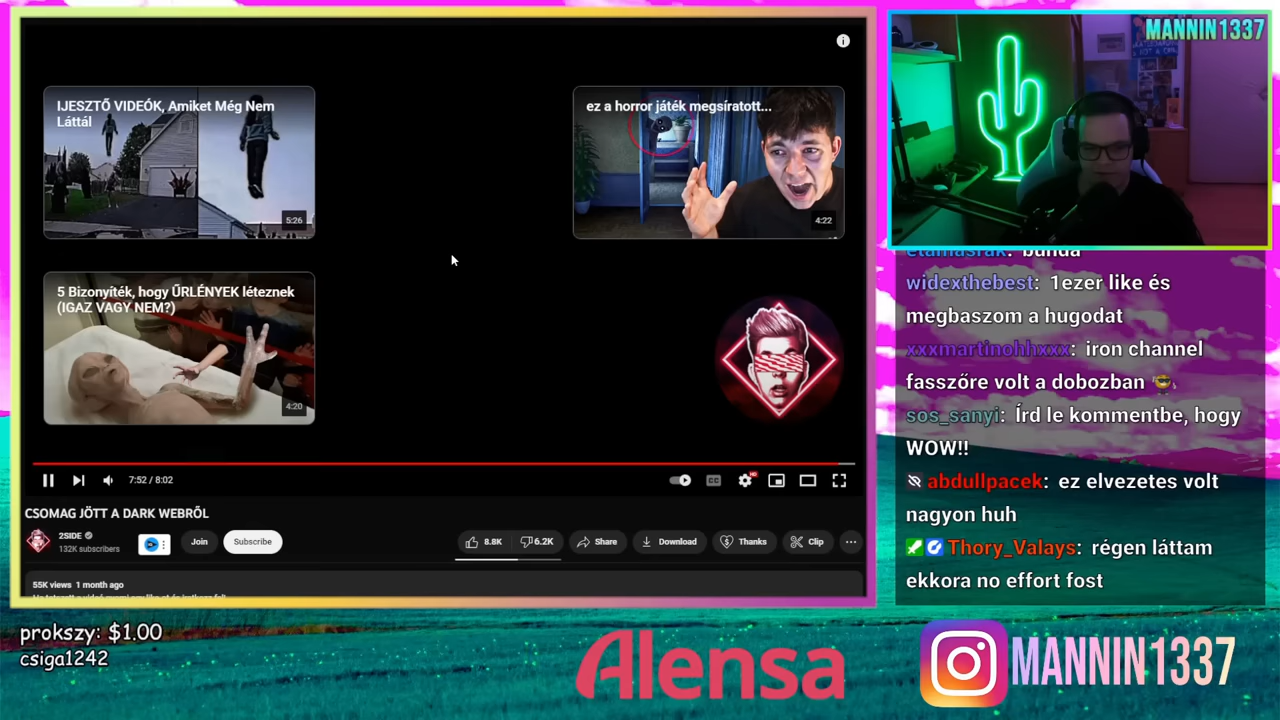 IJESZTŐ VIDEÓK, Amiket Még Nem
Láttál
5:26
ez a horror játék megsíratott...
4:22
5 Bizonyíték, hogy ŰRLÉNYEK léteznek
(IGAZ VAGY NEM?)
4:20
7:52 / 8:02
CC
HD
CSOMAG JÖTT A DARK WEBRŐL
2SIDE
132K subscribers
Join
Subscribe
8.8K
6.2K
Share
Download
Thanks
Clip
55K views 1 month ago
MANNIN1337
etamasrak: bunda
widexthebest: 1ezer like és
megbaszom a hugodat
xxxmartinohhxxx: iron channel
fasszőre volt a dobozban
sos_sanyi: Írd le kommentbe, hogy
WOW!!
abdullpacek: ez elvezetes volt
nagyon huh
Thory_Valays: régen láttam
ekkora no effort fost
prokszy: $1.00
csiga1242
Alensa
MANNIN1337